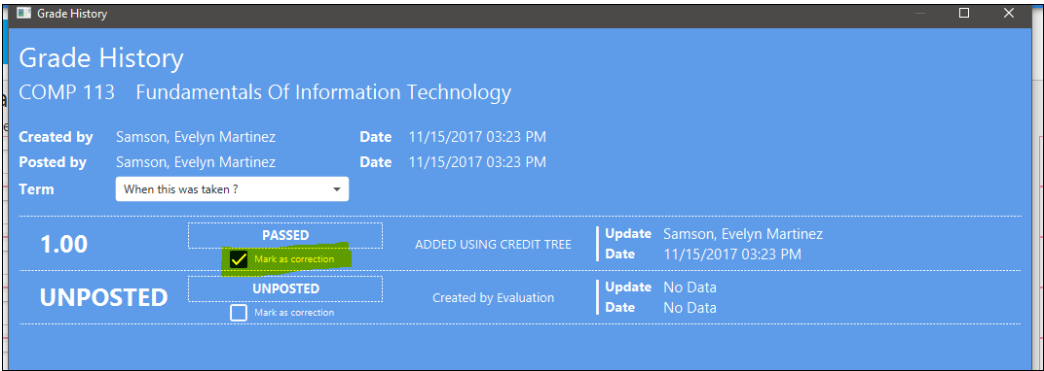 Grade History
Grade History
COMP 113 Fundamentals Of Information Technology
Created by Samson, Evelyn Martinez Date 11/15/2017 03:23 PM
Posted by Samson, Evelyn Martinez Date 11/15/2017 03:23 PM
Term When this was taken ?
1.00 PASSED ADDED USING CREDIT TREE Update Samson, Evelyn Martinez
Mark as correction Date 11/15/2017 03:23 PM
UNPOSTED UNPOSTED Created by Evaluation Update No Data
Mark as correction Date No Data